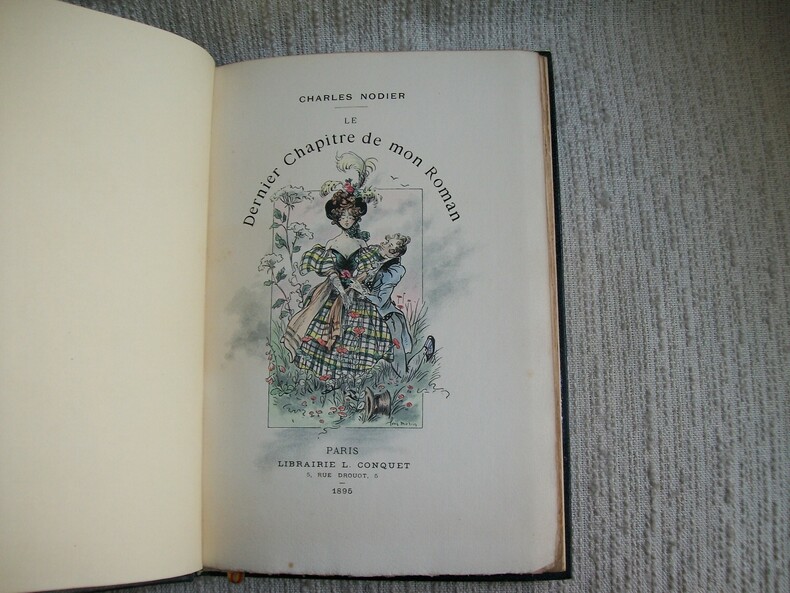 CHARLES NODIER
LE
Dernier Chapitre de mon Roman
PARIS
LIBRAIRIE L. CONQUET
5, RUE DROUOT, 5
1895